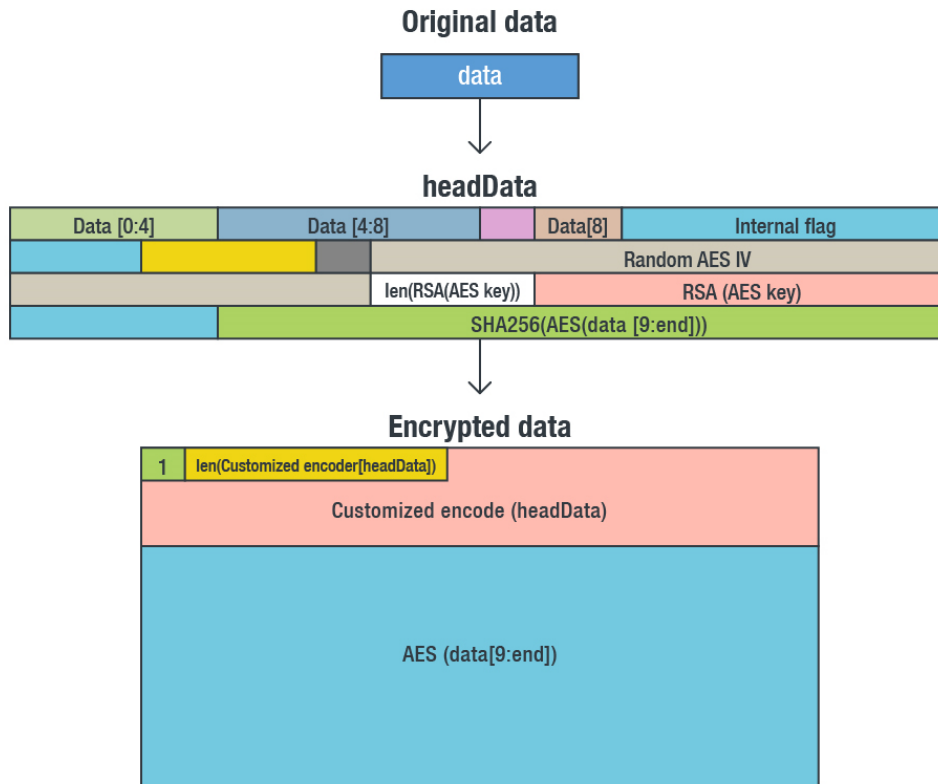 Original data
data
headData
Data [0:4] Data [4:8] Data[8] Internal flag
Random AES IV
len(RSA(AES key)) RSA (AES key)
SHA256(AES(data [9:end]))
Encrypted data
1 len(Customized encoder[headData])
Customized encode (headData)
AES (data[9:end])